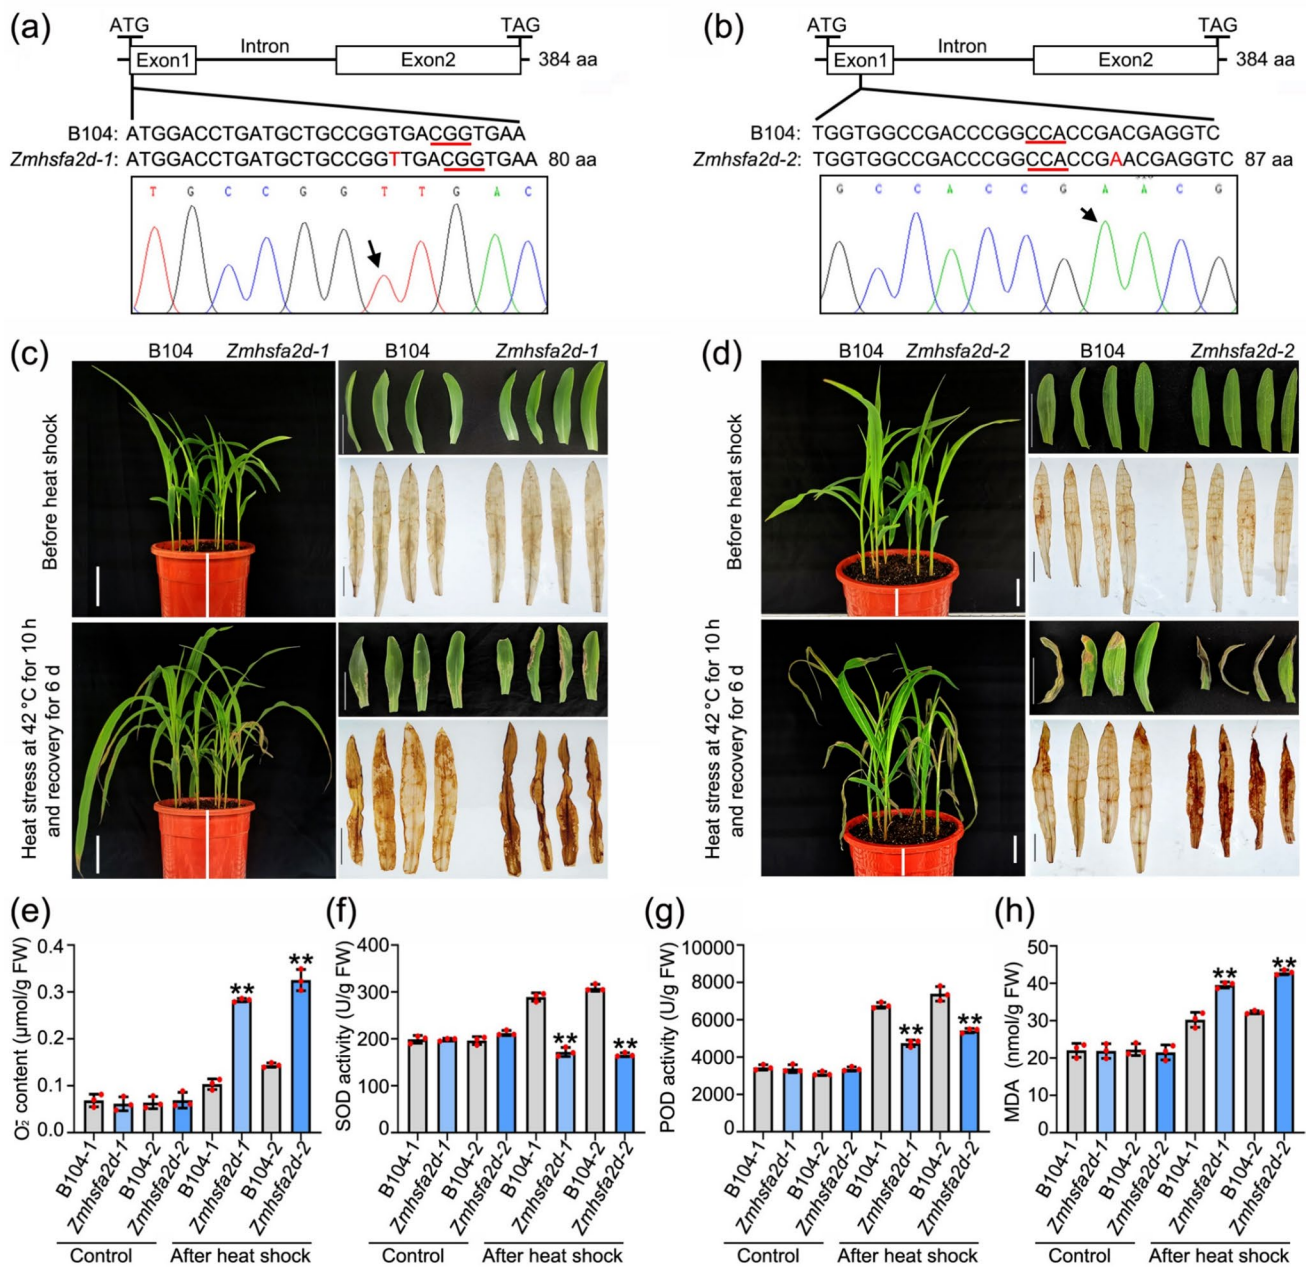 (a)
ATG
TAG
Exon1
Intron
Exon2
384 aa
B104: ATGGACCTGATGCTGCCGGTGACGGTGAA
Zmhsfa2d-1: ATGGACCTGATGCTGCCGGTTGACGGTGAA 80 aa
T G C C G G T T G A C
(b)
ATG
TAG
Exon1
Intron
Exon2
384 aa
B104: TGGTGGCCGACCCGGCCACCGACGAGGTC
Zmhsfa2d-2: TGGTGGCCGACCCGGCCACCGAACGAGGTC 87 aa
G C C A C C G A A C G
(c)
B104 Zmhsfa2d-1
B104 Zmhsfa2d-1
Before heat shock
Heat stress at 42 °C for 10 h
and recovery for 6 d
(d)
B104 Zmhsfa2d-2
B104 Zmhsfa2d-2
Before heat shock
Heat stress at 42 °C for 10 h
and recovery for 6 d
(e)
O₂⁻ content (μmol/g FW)
0.4
0.3
0.2
0.1
0.0
**
**
B104-1
Zmhsfa2d-1
B104-2
Zmhsfa2d-2
B104-1
Zmhsfa2d-1
B104-2
Zmhsfa2d-2
Control
After heat shock
(f)
SOD activity (U/g FW)
400
300
200
100
0
**
**
B104-1
Zmhsfa2d-1
B104-2
Zmhsfa2d-2
B104-1
Zmhsfa2d-1
B104-2
Zmhsfa2d-2
Control
After heat shock
(g)
POD activity (U/g FW)
10000
8000
6000
4000
2000
0
**
**
B104-1
Zmhsfa2d-1
B104-2
Zmhsfa2d-2
B104-1
Zmhsfa2d-1
B104-2
Zmhsfa2d-2
Control
After heat shock
(h)
MDA (nmol/g FW)
50
40
30
20
10
0
**
**
B104-1
Zmhsfa2d-1
B104-2
Zmhsfa2d-2
B104-1
Zmhsfa2d-1
B104-2
Zmhsfa2d-2
Control
After heat shock